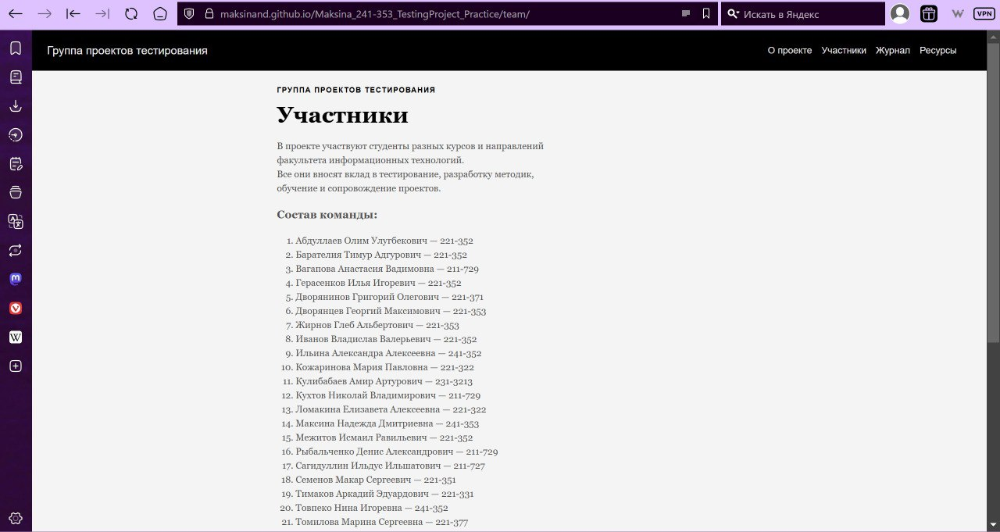 maksinand.github.io/Maksina_241-353_TestingProject_Practice/team/
Искать в Яндекс
VPN
Группа проектов тестирования
О проекте Участники Журнал Ресурсы
ГРУППА ПРОЕКТОВ ТЕСТИРОВАНИЯ
Участники
В проекте участвуют студенты разных курсов и направлений
факультета информационных технологий.
Все они вносят вклад в тестирование, разработку методик,
обучение и сопровождение проектов.
Состав команды:
1. Абдуллаев Олим Улугбекович — 221-352
2. Барателия Тимур Адгурович — 221-352
3. Вагапова Анастасия Вадимовна — 211-729
4. Герасенков Илья Игоревич — 221-352
5. Дворянинов Григорий Олегович — 221-371
6. Дворянцев Георгий Максимович — 221-353
7. Жирнов Глеб Альбертович — 221-353
8. Иванов Владислав Валерьевич — 221-352
9. Ильина Александра Алексеевна — 241-352
10. Кожаринова Мария Павловна — 221-322
11. Кулибабаев Амир Артурович — 231-3213
12. Кухтов Николай Владимирович — 211-729
13. Ломакина Елизавета Алексеевна — 221-322
14. Максина Надежда Дмитриевна — 241-353
15. Межитов Исмаил Равильевич — 221-352
16. Рыбальченко Денис Александрович — 211-729
17. Сагидуллин Ильдус Ильшатович — 211-727
18. Семенов Макар Сергеевич — 221-351
19. Тимаков Аркадий Эдуардович — 221-331
20. Товпеко Нина Игоревна — 241-352
21. Томилова Марина Сергеевна — 221-377